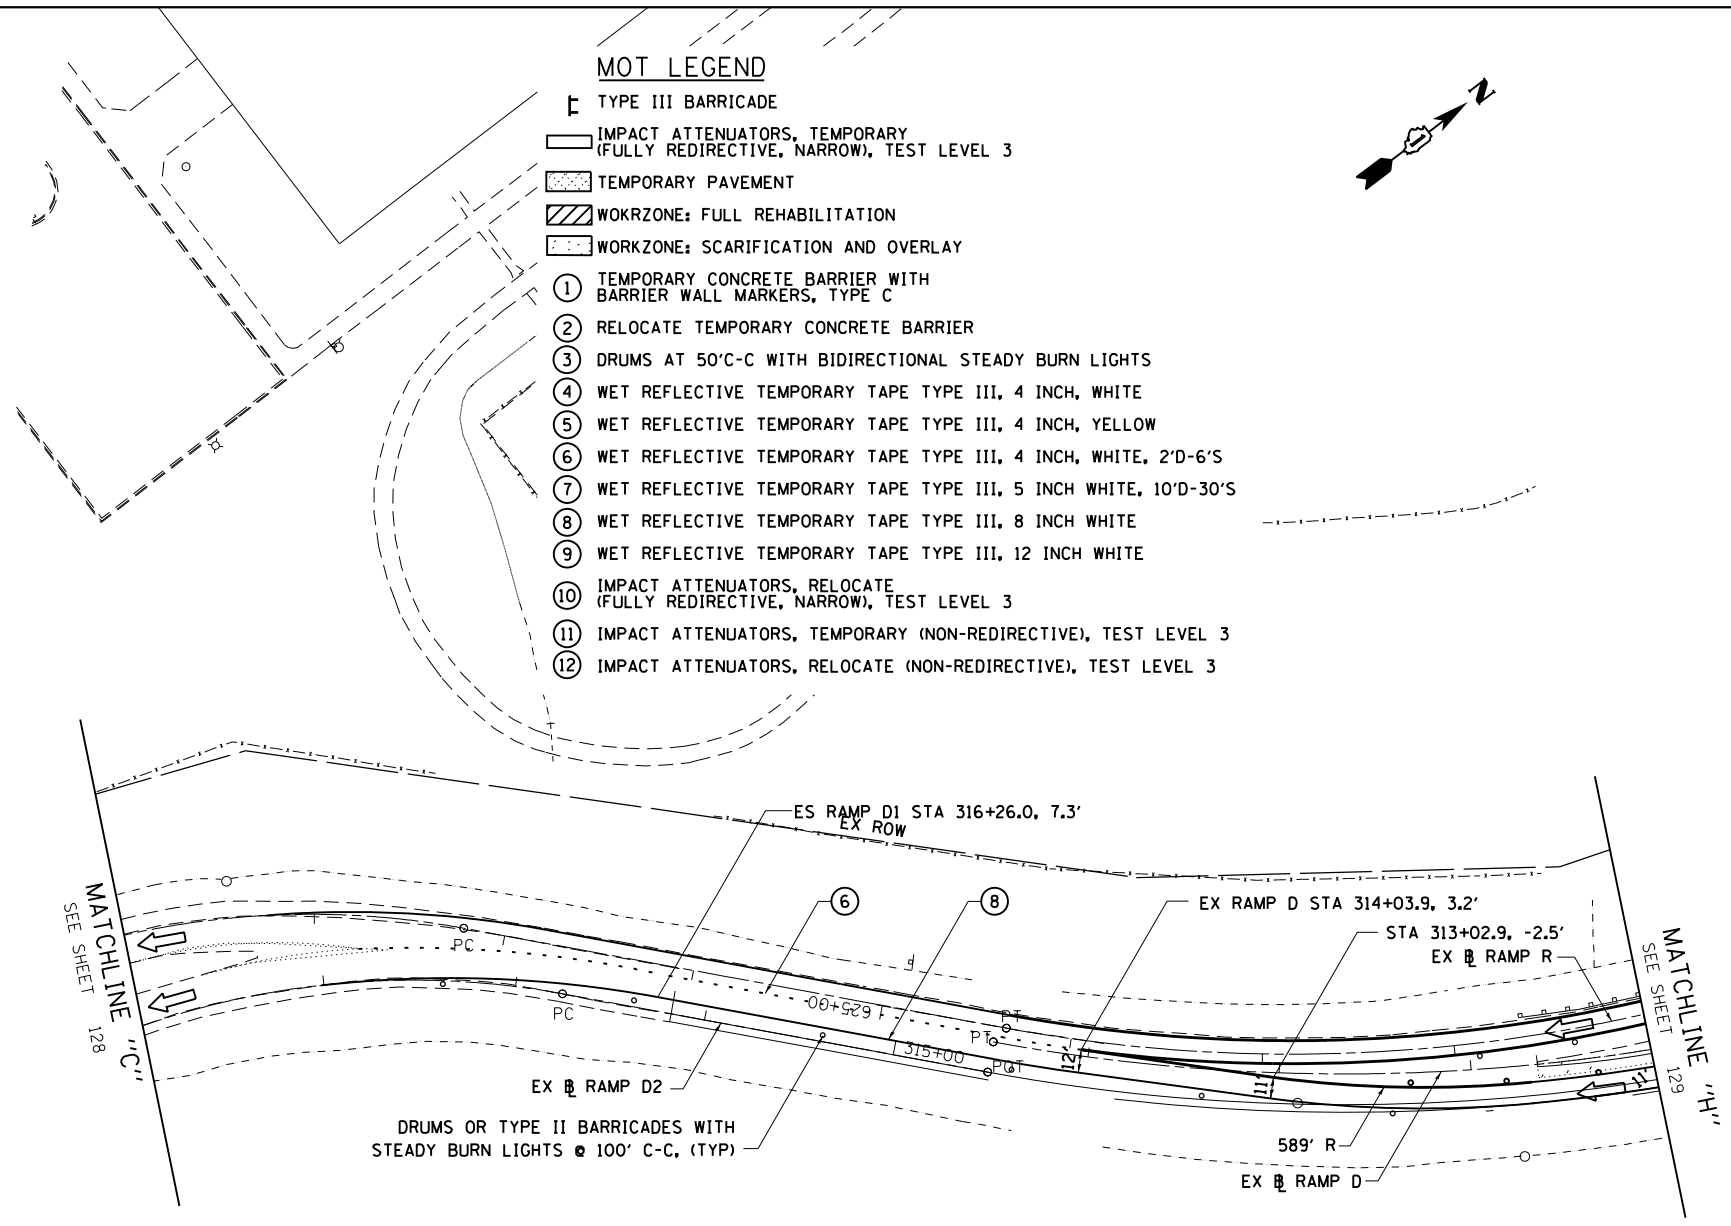 MOT LEGEND
TYPE III BARRICADE
IMPACT ATTENUATORS, TEMPORARY
(FULLY REDIRECTIVE, NARROW), TEST LEVEL 3
TEMPORARY PAVEMENT
WOKRZONE: FULL REHABILITATION
WORKZONE: SCARIFICATION AND OVERLAY
1 TEMPORARY CONCRETE BARRIER WITH
BARRIER WALL MARKERS, TYPE C
2 RELOCATE TEMPORARY CONCRETE BARRIER
3 DRUMS AT 50'C-C WITH BIDIRECTIONAL STEADY BURN LIGHTS
4 WET REFLECTIVE TEMPORARY TAPE TYPE III, 4 INCH, WHITE
5 WET REFLECTIVE TEMPORARY TAPE TYPE III, 4 INCH, YELLOW
6 WET REFLECTIVE TEMPORARY TAPE TYPE III, 4 INCH, WHITE, 2'D-6'S
7 WET REFLECTIVE TEMPORARY TAPE TYPE III, 5 INCH WHITE, 10'D-30'S
8 WET REFLECTIVE TEMPORARY TAPE TYPE III, 8 INCH WHITE
9 WET REFLECTIVE TEMPORARY TAPE TYPE III, 12 INCH WHITE
10 IMPACT ATTENUATORS, RELOCATE
(FULLY REDIRECTIVE, NARROW), TEST LEVEL 3
11 IMPACT ATTENUATORS, TEMPORARY (NON-REDIRECTIVE), TEST LEVEL 3
12 IMPACT ATTENUATORS, RELOCATE (NON-REDIRECTIVE), TEST LEVEL 3
N
ES RAMP D1 STA 316+26.0, 7.3'
EX ROW
6
8
EX RAMP D STA 314+03.9, 3.2'
STA 313+02.9, -2.5'
EX BL RAMP R
MATCHLINE "C"
SEE SHEET 128
MATCHLINE "H"
SEE SHEET 129
PC
PC
1625+00
315+00
PT
PT
POT
12'
11'
11'
EX BL RAMP D2
DRUMS OR TYPE II BARRICADES WITH
STEADY BURN LIGHTS @ 100' C-C, (TYP)
589' R
EX BL RAMP D